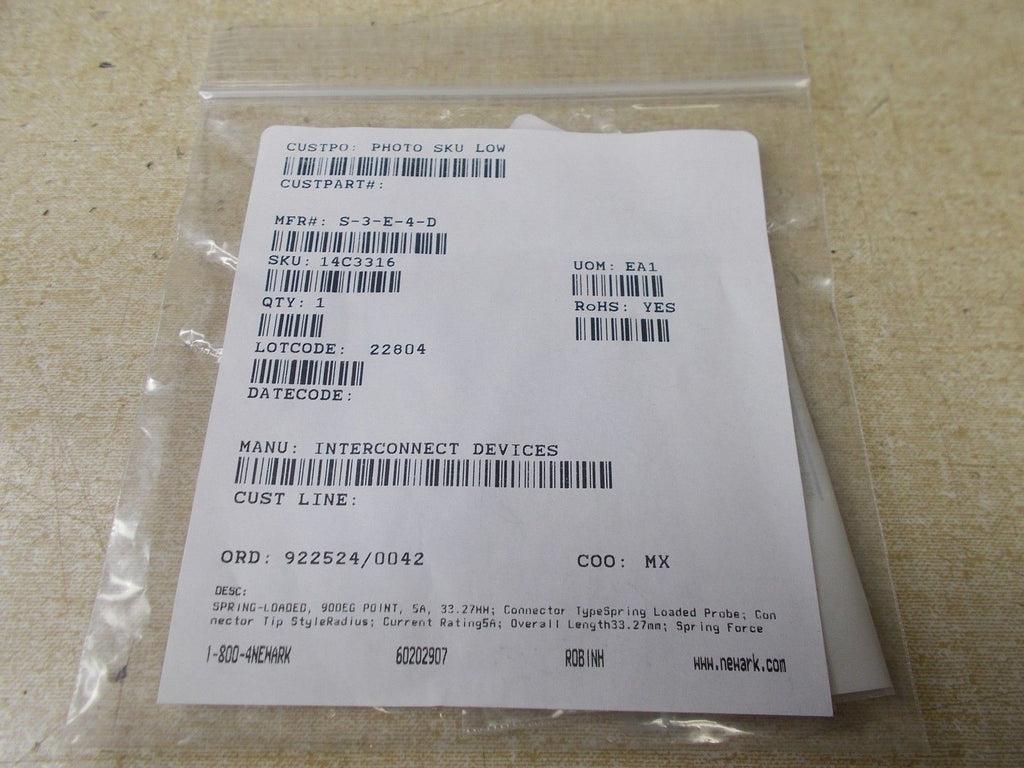 CUSTPO: PHOTO SKU LOW
CUSTPART#:
MFR#: S-3-E-4-D
SKU: 14C3316
UOM: EA1
QTY: 1
RoHS: YES
LOTCODE: 22804
DATECODE:
MANU: INTERCONNECT DEVICES
CUST LINE:
ORD: 922524/0042
COO: MX
DESC:
SPRING-LOADED, 90DEG POINT, 5A, 33.27MM; Connector TypeSpring Loaded Probe; Con
nector Tip StyleRadius; Current Rating5A; Overall Length33.27mm; Spring Force
1-800-4NEWARK 60202907 ROBINM www.newark.com